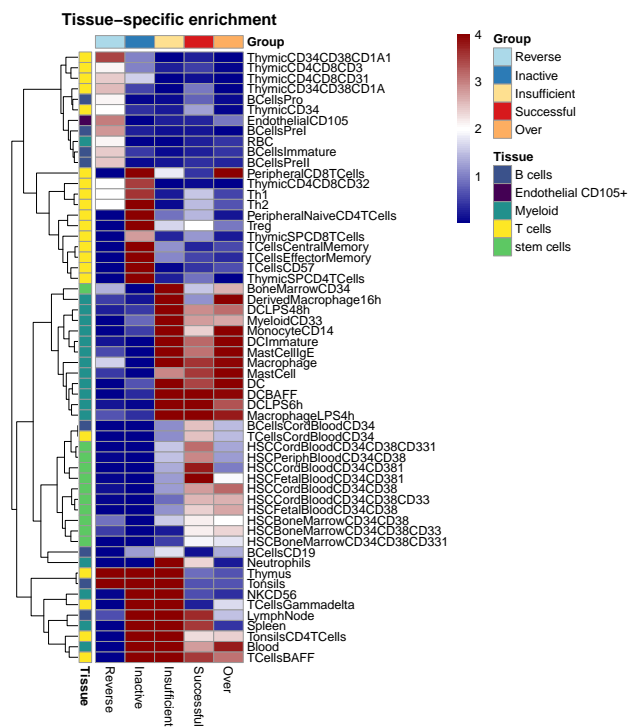 Tissue-specific enrichment
Group
ThymicCD34CD38CD1A1
ThymicCD4CD8CD3
ThymicCD4CD8CD31
ThymicCD34CD38CD1A
BCellsPro
ThymicCD34
EndothelialCD105
BCellsPreI
RBC
BCellsImmature
BCellsPreII
PeripheralCD8TCells
ThymicCD4CD8CD32
Th1
Th2
PeripheralNaiveCD4TCells
Treg
ThymicSPCD8TCells
TCellsCentralMemory
TCellsEffectorMemory
TCellsCD57
ThymicSPCD4TCells
BoneMarrowCD34
DerivedMacrophage16h
DCLPS48h
MyeloidCD33
MonocyteCD14
DCImmature
MastCellIgE
Macrophage
MastCell
DC
DCBAFF
DCLPS6h
MacrophageLPS4h
BCellsCordBloodCD34
TCellsCordBloodCD34
HSCCordBloodCD34CD38CD331
HSCPeriphBloodCD34CD38
HSCCordBloodCD34CD381
HSCFetalBloodCD34CD381
HSCCordBloodCD34CD38
HSCCordBloodCD34CD38CD33
HSCFetalBloodCD34CD38
HSCBoneMarrowCD34CD38
HSCBoneMarrowCD34CD38CD33
HSCBoneMarrowCD34CD38CD331
BCellsCD19
Neutrophils
Thymus
Tonsils
NKCD56
TCellsGammadelta
LymphNode
Spleen
TonsilsCD4TCells
Blood
TCellsBAFF
Tissue
Reverse
Inactive
Insufficient
Successful
Over
4
3
2
1
Group
Reverse
Inactive
Insufficient
Successful
Over
Tissue
B cells
Endothelial CD105+
Myeloid
T cells
stem cells